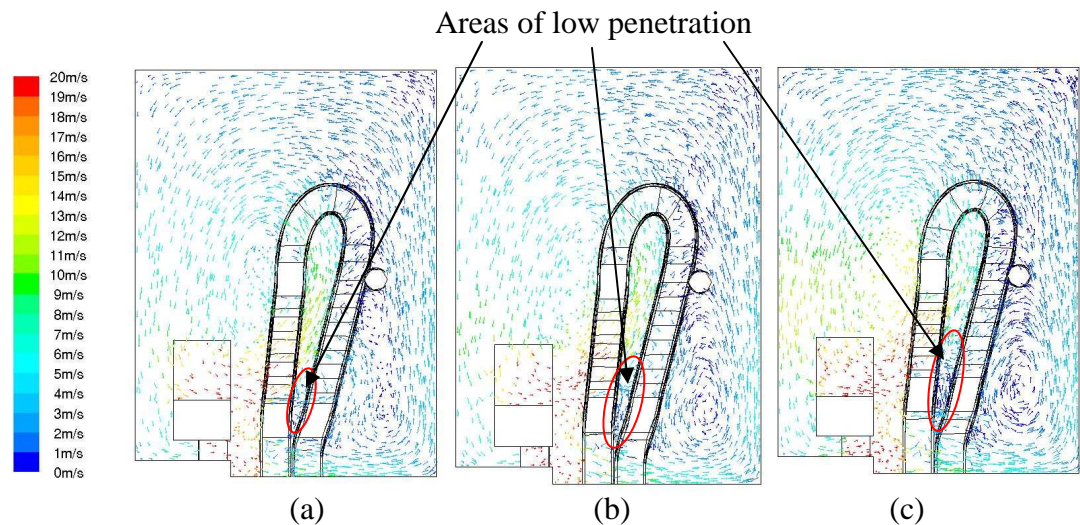 Areas of low penetration
20m/s
19m/s
18m/s
17m/s
16m/s
15m/s
14m/s
13m/s
12m/s
11m/s
10m/s
9m/s
8m/s
7m/s
6m/s
5m/s
4m/s
3m/s
2m/s
1m/s
0m/s
(a) (b) (c)